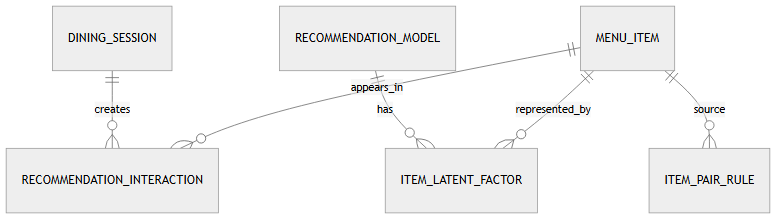 DINING_SESSION
RECOMMENDATION_MODEL
MENU_ITEM
appears_in
creates
has
represented_by
source
RECOMMENDATION_INTERACTION
ITEM_LATENT_FACTOR
ITEM_PAIR_RULE